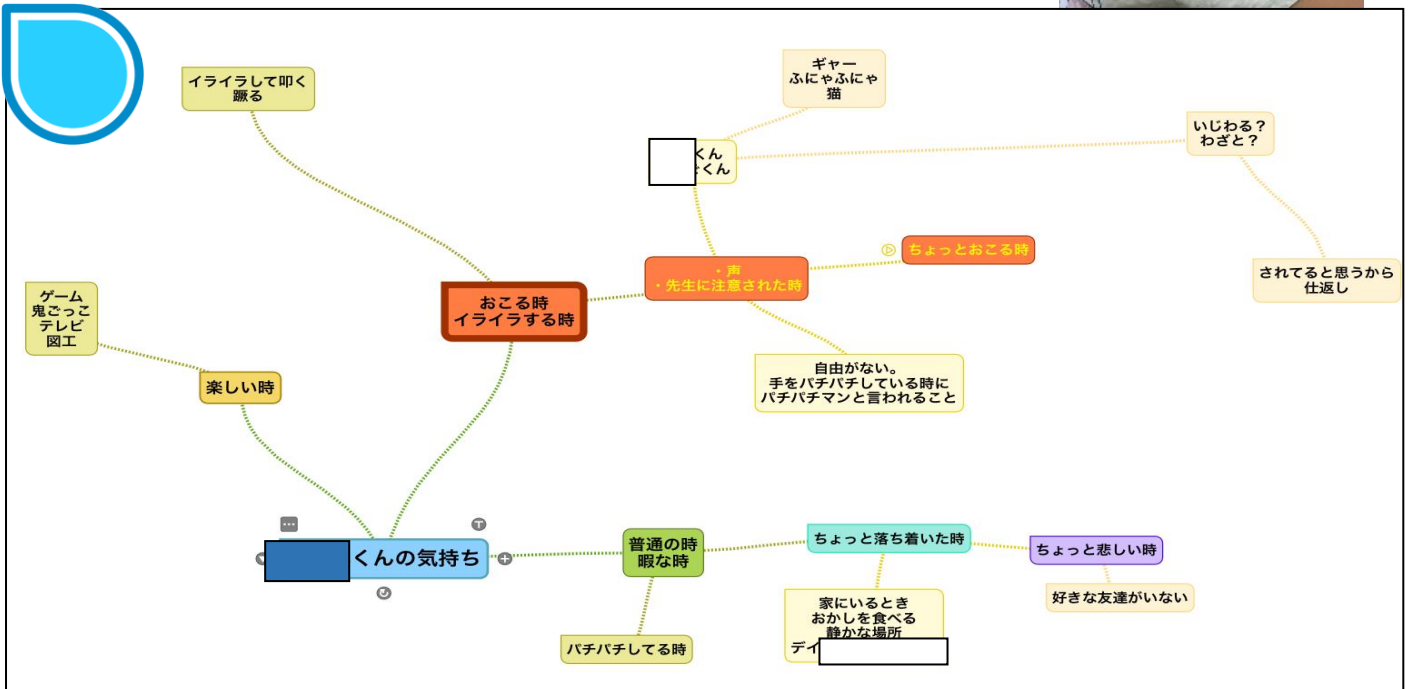 イライラして叩く
蹴る
ギャー
ふにゃふにゃ
猫
くん
くん
いじわる？
わざと？
ちょっとおこる時
・声
・先生に注意された時
されてると思うから
仕返し
おこる時
イライラする時
ゲーム
鬼ごっこ
テレビ
図工
楽しい時
自由がない。
手をパチパチしている時に
パチパチマンと言われること
くんの気持ち
普通の時
暇な時
ちょっと落ち着いた時
ちょっと悲しい時
好きな友達がいない
家にいるとき
おかしを食べる
静かな場所
デイ
パチパチしてる時